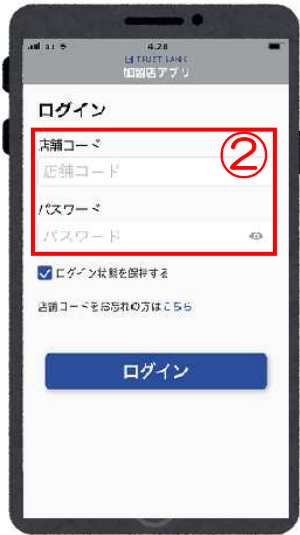 4:28
TRUST BANK
加盟店アプリ
ログイン
店舗コード
②
店舗コード
パスワード
パスワード
ログイン状態を保持する
店舗コードをお忘れの方はこちら
ログイン